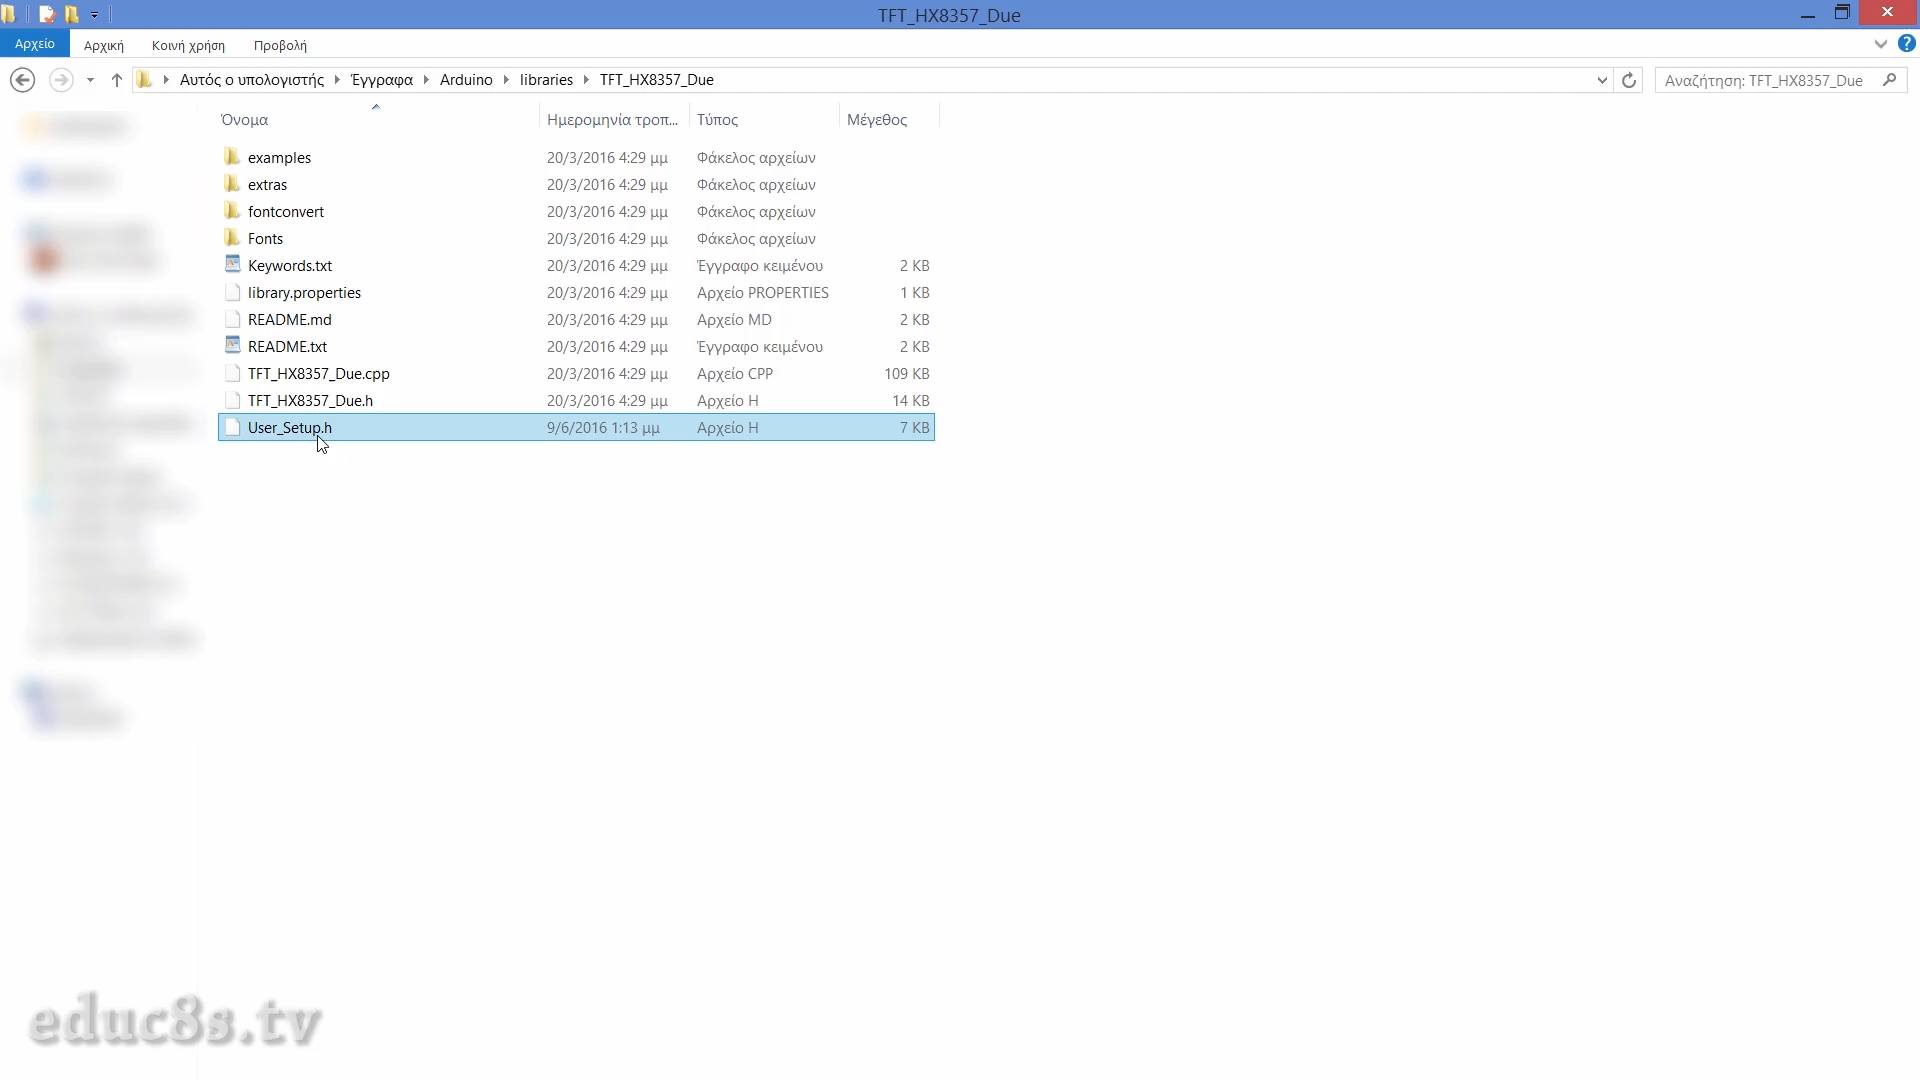 TFT_HX8357_Due
Αρχείο Αρχική Κοινή χρήση Προβολή
Αυτός ο υπολογιστής Έγγραφα Arduino libraries TFT_HX8357_Due Αναζήτηση: TFT_HX8357_Due
Όνομα Ημερομηνία τροπ... Τύπος Μέγεθος
examples 20/3/2016 4:29 μμ Φάκελος αρχείων
extras 20/3/2016 4:29 μμ Φάκελος αρχείων
fontconvert 20/3/2016 4:29 μμ Φάκελος αρχείων
Fonts 20/3/2016 4:29 μμ Φάκελος αρχείων
Keywords.txt 20/3/2016 4:29 μμ Έγγραφο κειμένου 2 KB
library.properties 20/3/2016 4:29 μμ Αρχείο PROPERTIES 1 KB
README.md 20/3/2016 4:29 μμ Αρχείο MD 2 KB
README.txt 20/3/2016 4:29 μμ Έγγραφο κειμένου 2 KB
TFT_HX8357_Due.cpp 20/3/2016 4:29 μμ Αρχείο CPP 109 KB
TFT_HX8357_Due.h 20/3/2016 4:29 μμ Αρχείο H 14 KB
User_Setup.h 9/6/2016 1:13 μμ Αρχείο H 7 KB
educ8s.tv